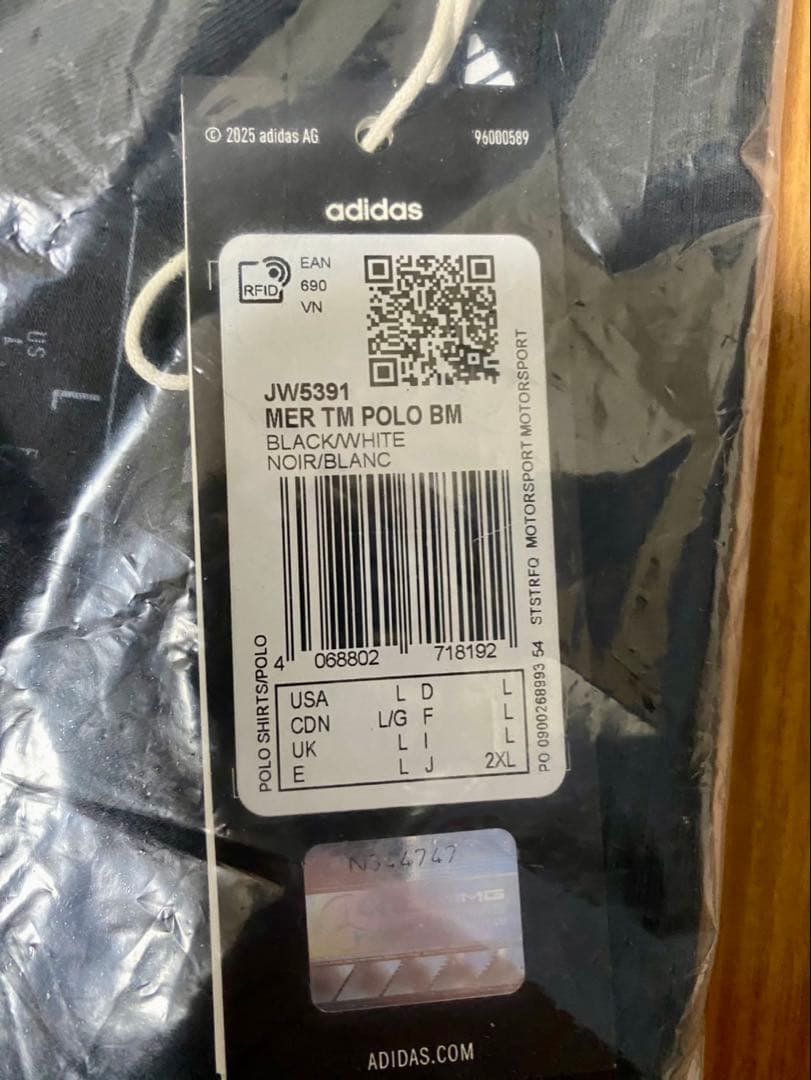 © 2025 adidas AG
96000589
adidas
RFID
EAN
690
VN
JW5391
MER TM POLO BM
BLACK/WHITE
NOIR/BLANC
4 068802 718192
POLO SHIRTS/POLO
PO 0900268993 54 STSTRFQ MOTORSPORT MOTORSPORT
USA L D L
CDN L/G F L
UK L I L
E L J 2XL
US
L
ADIDAS.COM